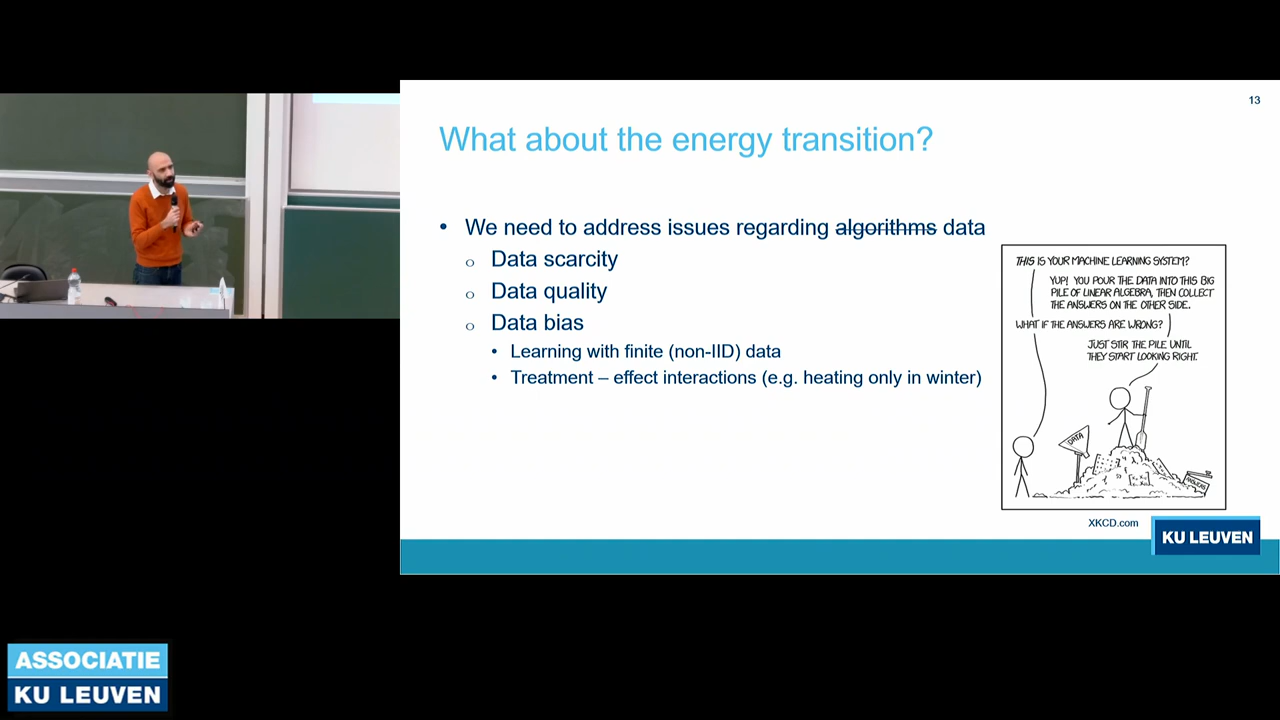 13
What about the energy transition?
• We need to address issues regarding algorithms data
o Data scarcity
o Data quality
o Data bias
• Learning with finite (non-IID) data
• Treatment – effect interactions (e.g. heating only in winter)
THIS IS YOUR MACHINE LEARNING SYSTEM?
YUP! YOU POUR THE DATA INTO THIS BIG
PILE OF LINEAR ALGEBRA, THEN COLLECT
THE ANSWERS ON THE OTHER SIDE.
WHAT IF THE ANSWERS ARE WRONG?
JUST STIR THE PILE UNTIL
THEY START LOOKING RIGHT.
DATA
ANSWERS
XKCD.com
KU LEUVEN
ASSOCIATIE
KU LEUVEN